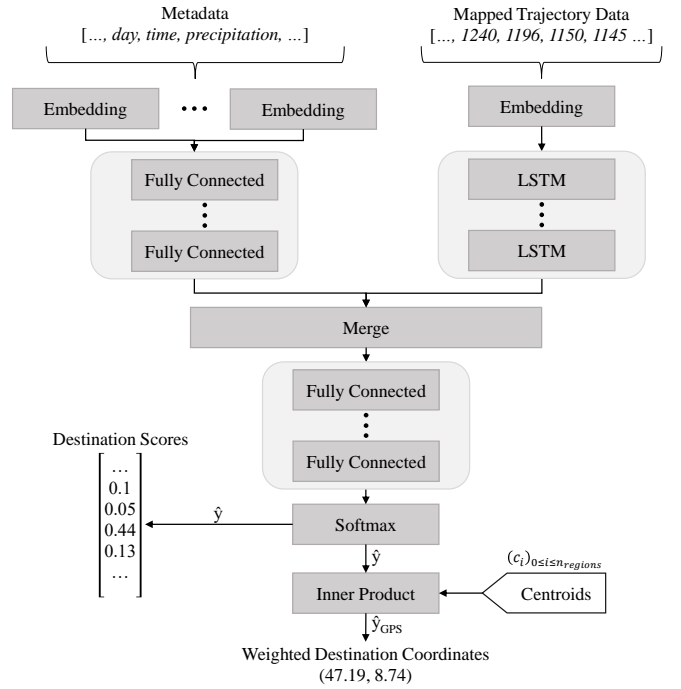 Metadata
[..., day, time, precipitation, ...]
Mapped Trajectory Data
[..., 1240, 1196, 1150, 1145 ...]
Embedding
Embedding
Embedding
Fully Connected
Fully Connected
LSTM
LSTM
Merge
Fully Connected
Fully Connected
Destination Scores
...
0.1
0.05
0.44
0.13
...
ŷ
Softmax
ŷ
(c_i)_{0≤i≤n_{regions}}
Inner Product
Centroids
ŷ_GPS
Weighted Destination Coordinates
(47.19, 8.74)